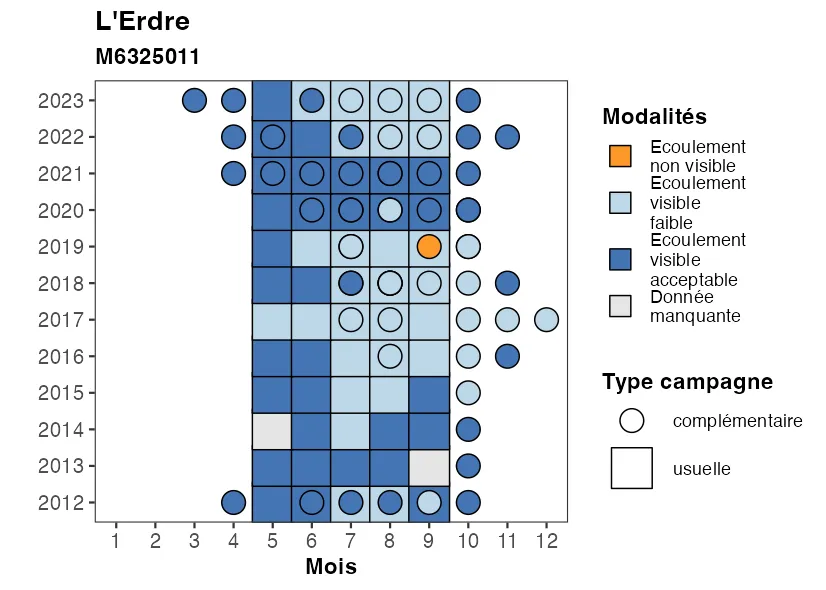 L'Erdre
M6325011
2023
2022
2021
2020
2019
2018
2017
2016
2015
2014
2013
2012
1 2 3 4 5 6 7 8 9 10 11 12
Mois
Modalités
Ecoulement
non visible
Ecoulement
visible
faible
Ecoulement
visible
acceptable
Donnée
manquante
Type campagne
complémentaire
usuelle